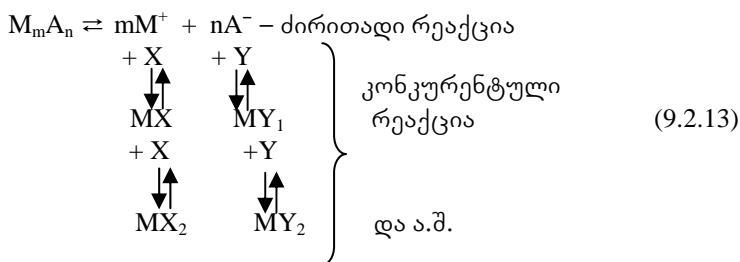 MₘAₙ ⇄ mM⁺ + nA⁻ – ძირითადი რეაქცია
+ X + Y
კონკურენტული
MX MY₁ რეაქცია (9.2.13)
+ X +Y
MX₂ MY₂ და ა.შ.